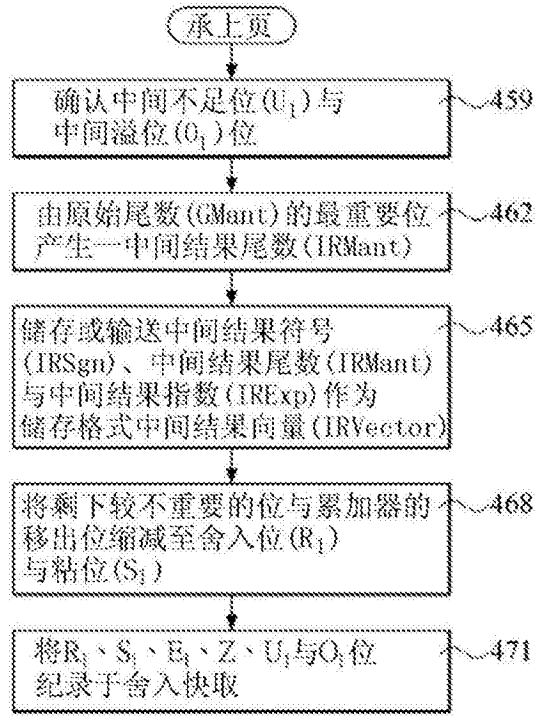 承上页
确认中间不足位(U₁)与
中间溢位(O₁)位
459
由原始尾数(GMant)的最重要位
产生一中间结果尾数(IRMant)
462
储存或输送中间结果符号
(IRSgn)、中间结果尾数(IRMant)
与中间结果指数(IRExp)作为
储存格式中间结果向量(IRVector)
465
将剩下较不重要的位与累加器的
移出位缩减至舍入位(R₁)
与粘位(S₁)
468
将R₁、S₁、E₁、Z、U₁与O₁位
纪录于舍入快取
471